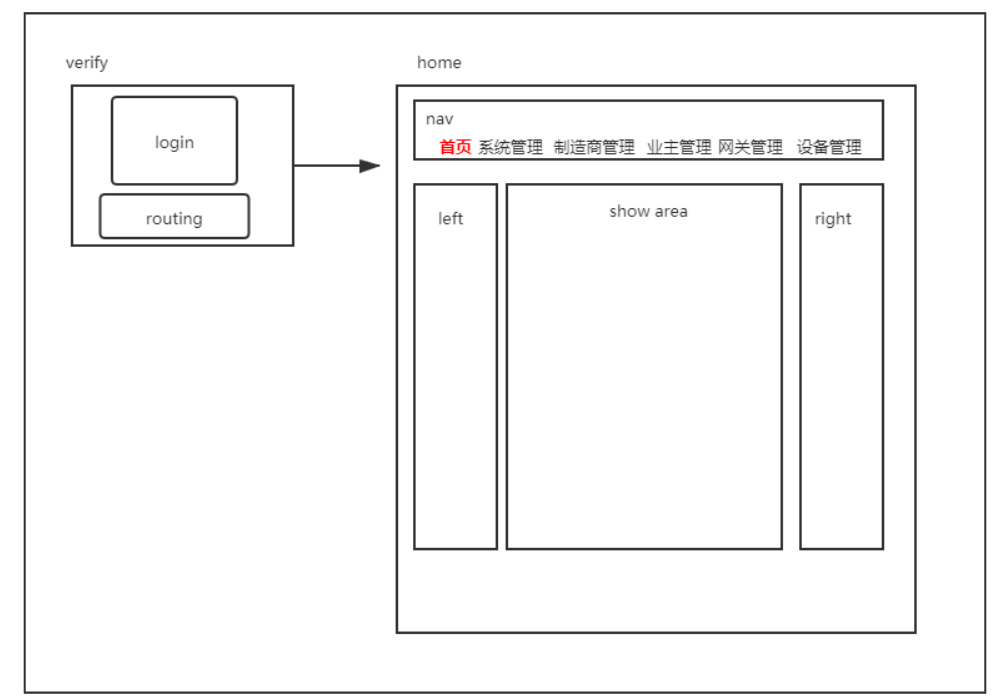 verify
home
login
routing
nav
首页 系统管理 制造商管理 业主管理 网关管理 设备管理
left
show area
right